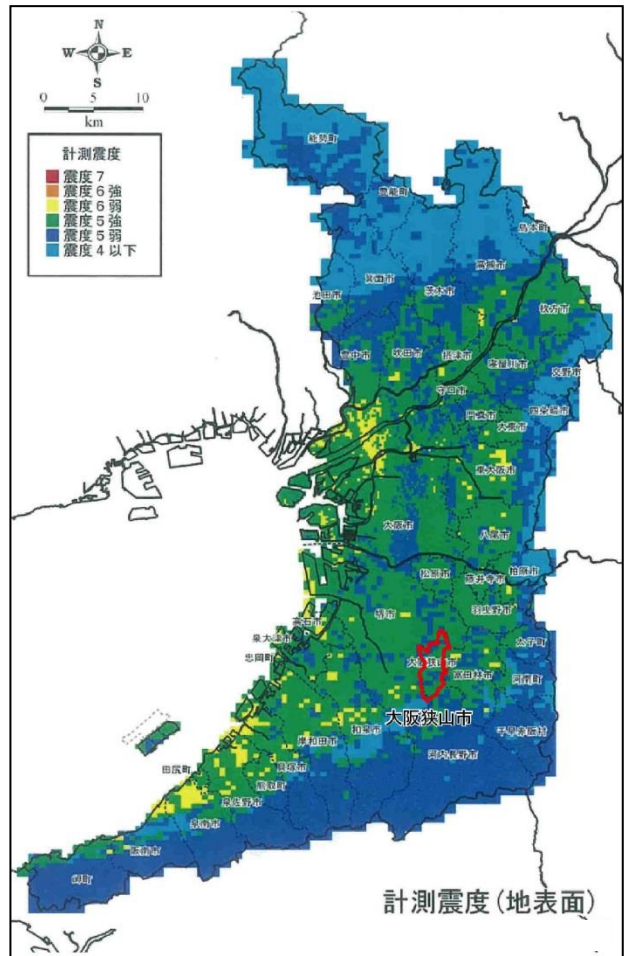 N
W E
S
0 5 10
km
計測震度
震度7
震度6強
震度6弱
震度5強
震度5弱
震度4以下
能勢町
豊能町
島本町
高槻市
箕面市
茨木市
池田市
枚方市
豊中市
吹田市
摂津市
寝屋川市
交野市
守口市
門真市
四条畷市
大東市
東大阪市
大阪市
八尾市
松原市
藤井寺市
柏原市
堺市
羽曳野市
高石市
泉大津市
太子町
忠岡町
大阪狭山市
富田林市
河南町
大阪狭山市
千早赤阪村
和泉市
岸和田市
河内長野市
貝塚市
田尻町
熊取町
泉佐野市
泉南市
阪南市
岬町
計測震度(地表面)